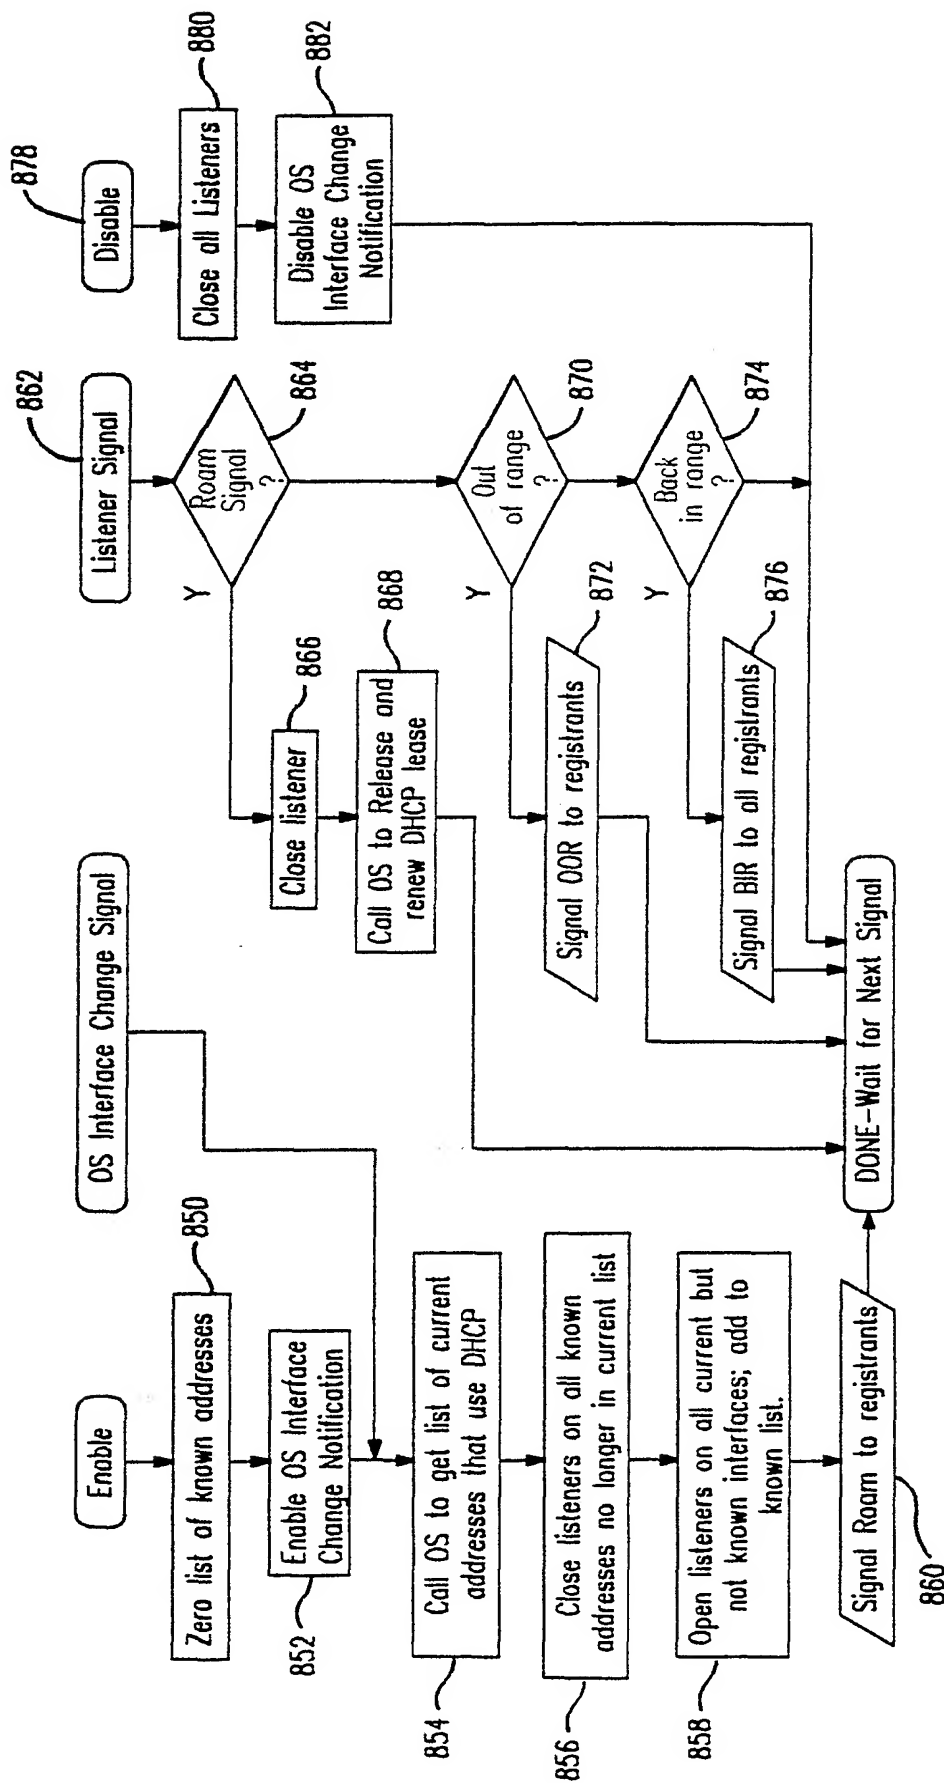 Enable
Zero list of known addresses
850
Enable OS Interface
Change Notification
852
Call OS to get list of current
addresses that use DHCP
854
Close listeners on all known
addresses no longer in current list
856
Open listeners on all current but
not known interfaces; add to
known list.
858
Signal Roam to registrants
860
OS Interface Change Signal
Listener Signal
862
Roam
Signal
?
864
Y
Close listener
866
Call OS to Release and
renew DHCP lease
868
Out
of range
?
870
Y
Signal OOR to registrants
872
Back
in range
?
874
Y
Signal BIR to all registrants
876
Disable
878
Close all Listeners
880
Disable OS
Interface Change
Notification
882
DONE-Wait for Next Signal